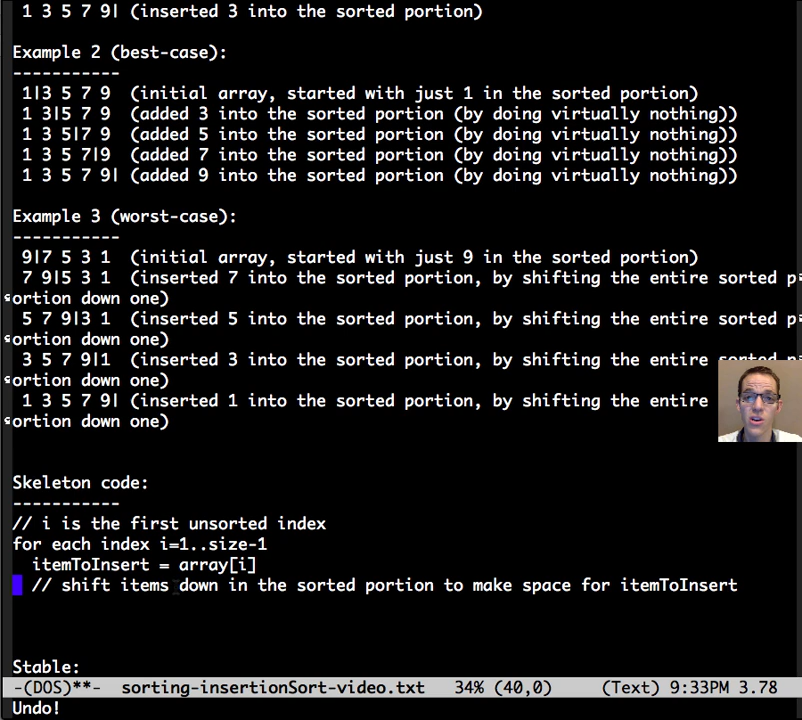 1 3 5 7 9| (inserted 3 into the sorted portion)
Example 2 (best-case):
-----------
1|3 5 7 9 (initial array, started with just 1 in the sorted portion)
1 3|5 7 9 (added 3 into the sorted portion (by doing virtually nothing))
1 3 5|7 9 (added 5 into the sorted portion (by doing virtually nothing))
1 3 5 7|9 (added 7 into the sorted portion (by doing virtually nothing))
1 3 5 7 9| (added 9 into the sorted portion (by doing virtually nothing))
Example 3 (worst-case):
-----------
9|7 5 3 1 (initial array, started with just 9 in the sorted portion)
7 9|5 3 1 (inserted 7 into the sorted portion, by shifting the entire sorted p
ortion down one)
5 7 9|3 1 (inserted 5 into the sorted portion, by shifting the entire sorted p
ortion down one)
3 5 7 9|1 (inserted 3 into the sorted portion, by shifting the entire sorted p
ortion down one)
1 3 5 7 9| (inserted 1 into the sorted portion, by shifting the entire
ortion down one)
Skeleton code:
-----------
// i is the first unsorted index
for each index i=1..size-1
itemToInsert = array[i]
// shift items down in the sorted portion to make space for itemToInsert
Stable:
-(DOS)**- sorting-insertionSort-video.txt 34% (40,0) (Text) 9:33PM 3.78
Undo!